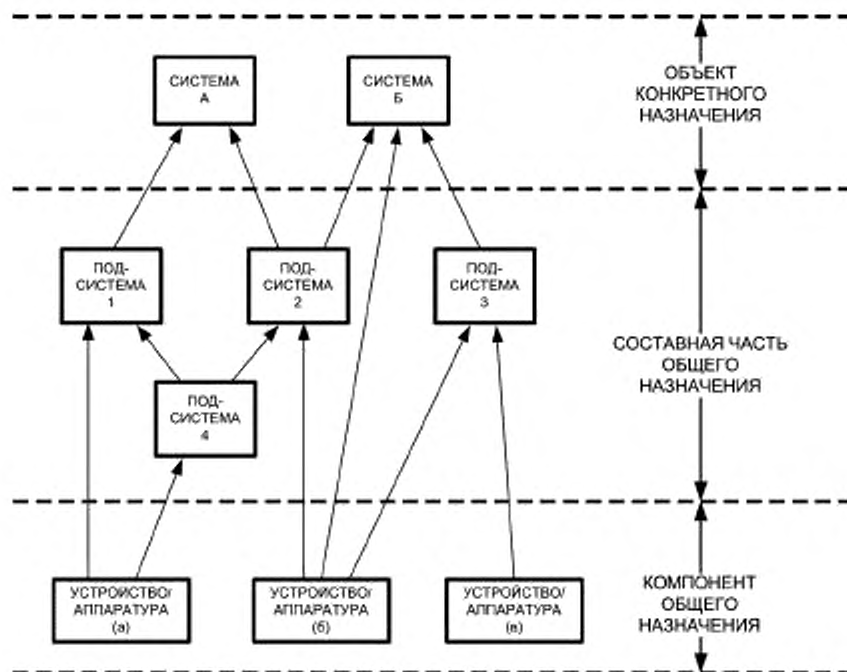 СИСТЕМА
А
СИСТЕМА
Б
ОБЪЕКТ
КОНКРЕТНОГО
НАЗНАЧЕНИЯ
ПОД-
СИСТЕМА
1
ПОД-
СИСТЕМА
2
ПОД-
СИСТЕМА
3
СОСТАВНАЯ ЧАСТЬ
ОБЩЕГО
НАЗНАЧЕНИЯ
ПОД-
СИСТЕМА
4
УСТРОЙСТВО/
АППАРАТУРА
(а)
УСТРОЙСТВО/
АППАРАТУРА
(б)
УСТРОЙСТВО/
АППАРАТУРА
(в)
КОМПОНЕНТ
ОБЩЕГО
НАЗНАЧЕНИЯ